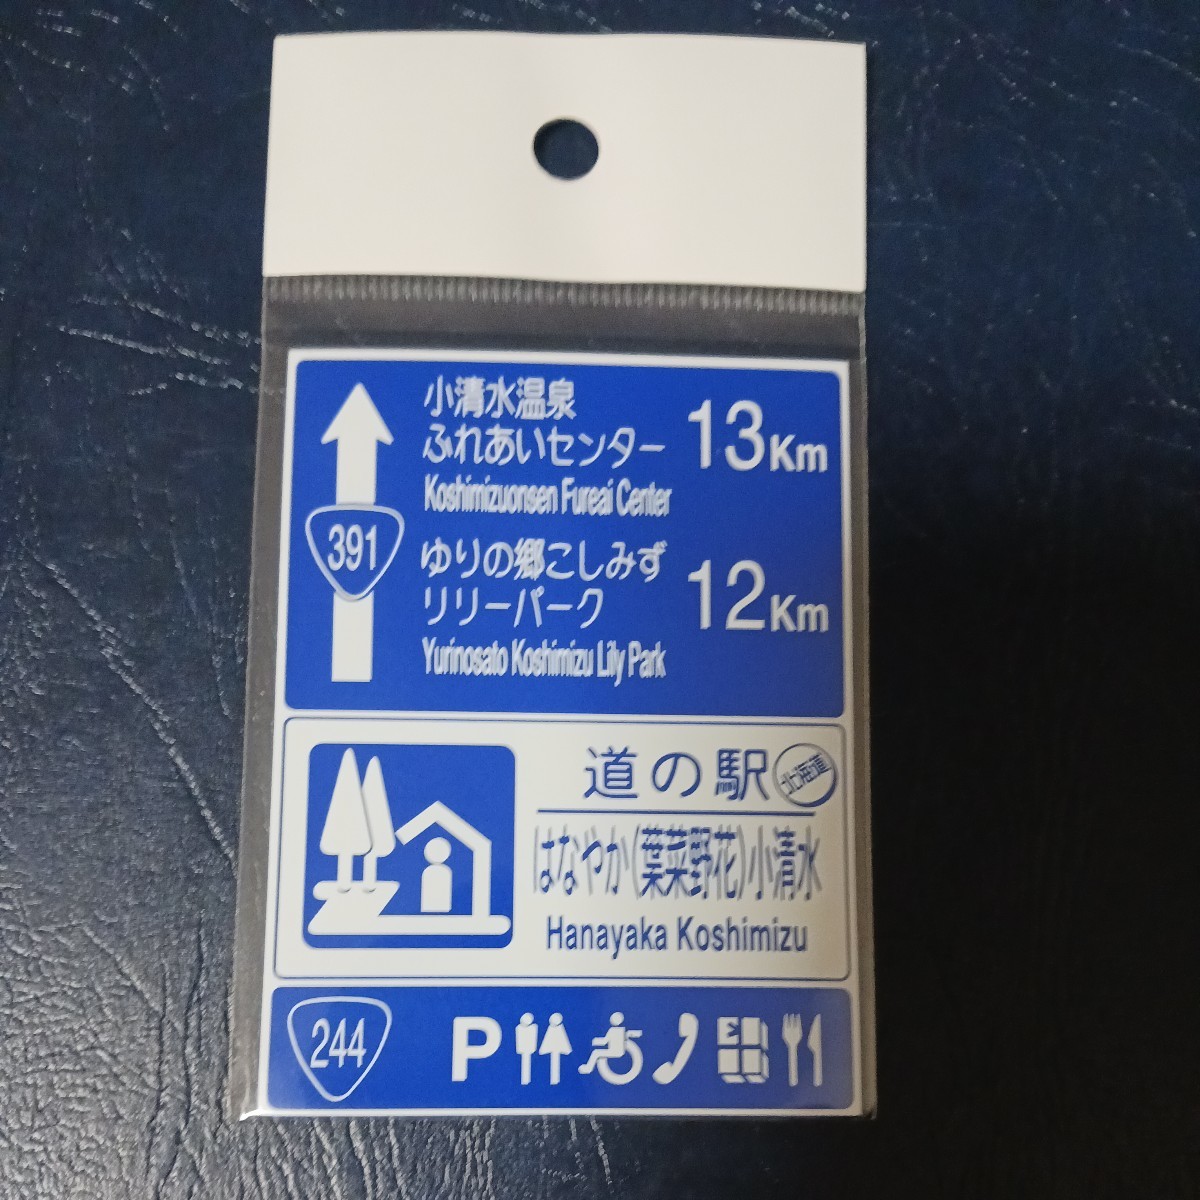 小清水温泉
ふれあいセンター
13Km
Koshimizuonsen Fureai Center
391
ゆりの郷こしみず
リリーパーク
12Km
Yurinosato Koshimizu Lily Park
道の駅
北海道
はなやか(葉菜野花)小清水
Hanayaka Koshimizu
244
P